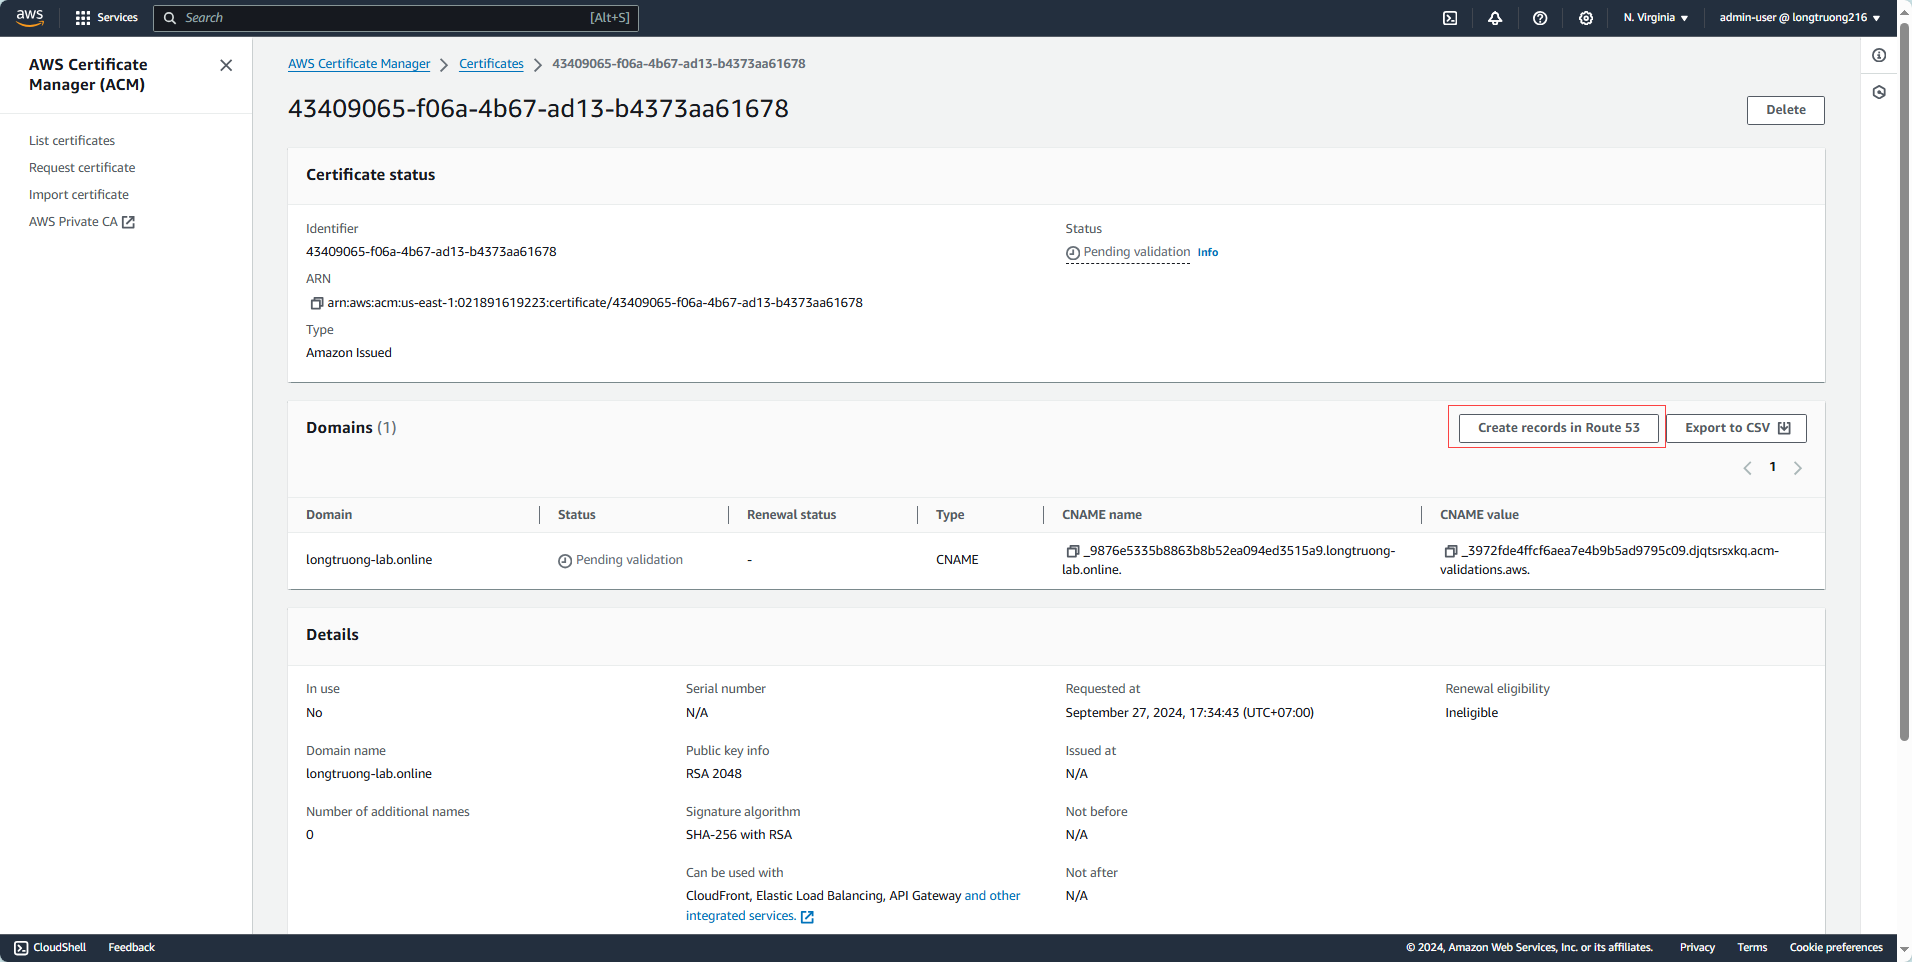 aws
Services
Search
[Alt+S]
N. Virginia
admin-user @ longtruong216
AWS Certificate
Manager (ACM)
List certificates
Request certificate
Import certificate
AWS Private CA
AWS Certificate Manager
Certificates
43409065-f06a-4b67-ad13-b4373aa61678
43409065-f06a-4b67-ad13-b4373aa61678
Delete
Certificate status
Identifier
43409065-f06a-4b67-ad13-b4373aa61678
ARN
arn:aws:acm:us-east-1:021891619223:certificate/43409065-f06a-4b67-ad13-b4373aa61678
Type
Amazon Issued
Status
Pending validation Info
Domains (1)
Create records in Route 53
Export to CSV
1
Domain
Status
Renewal status
Type
CNAME name
CNAME value
longtruong-lab.online
Pending validation
-
CNAME
_9876e5335b8863b8b52ea094ed3515a9.longtruong-
lab.online.
_3972fde4ffcf6aea7e4b9b5ad9795c09.djqtsrsxkq.acm-
validations.aws.
Details
In use
No
Domain name
longtruong-lab.online
Number of additional names
0
Serial number
N/A
Public key info
RSA 2048
Signature algorithm
SHA-256 with RSA
Can be used with
CloudFront, Elastic Load Balancing, API Gateway and other
integrated services.
Requested at
September 27, 2024, 17:34:43 (UTC+07:00)
Issued at
N/A
Not before
N/A
Not after
N/A
Renewal eligibility
Ineligible
CloudShell
Feedback
© 2024, Amazon Web Services, Inc. or its affiliates.
Privacy
Terms
Cookie preferences